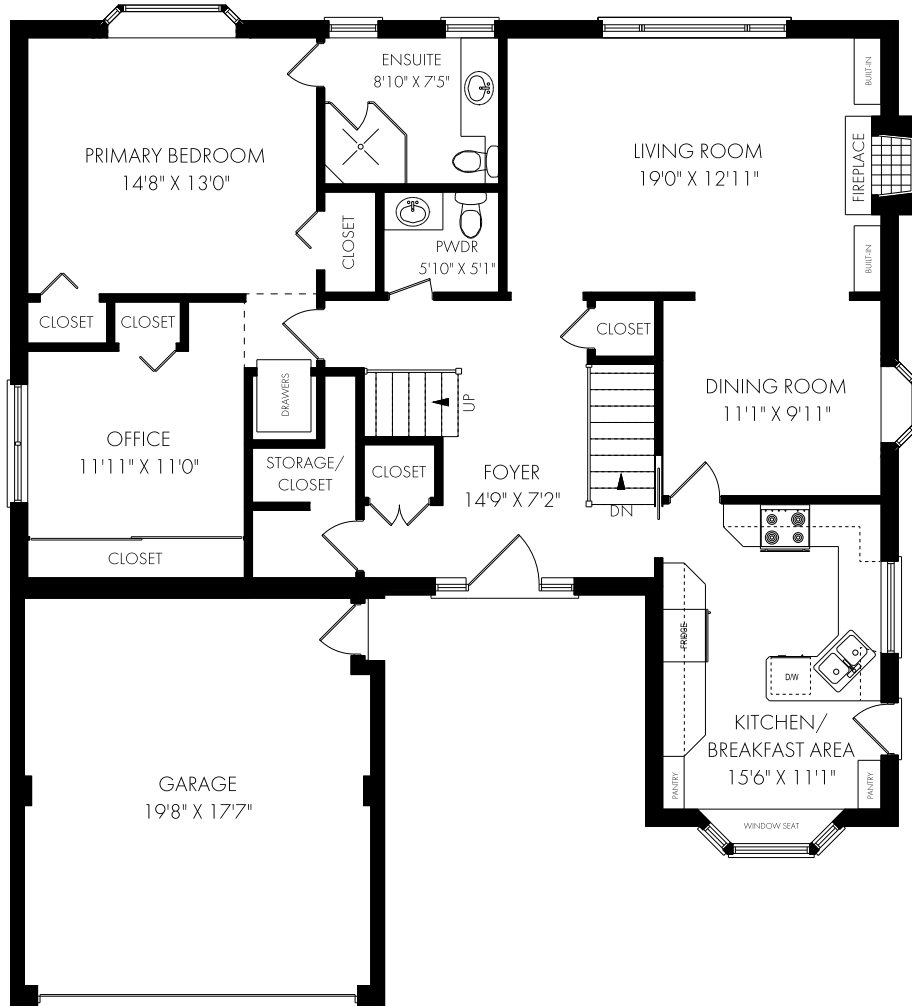 ENSUITE
8'10" X 7'5"
BUILT-IN
PRIMARY BEDROOM
14'8" X 13'0"
LIVING ROOM
19'0" X 12'11"
FIREPLACE
CLOSET
PWDR
5'10" X 5'1"
BUILT-IN
CLOSET
CLOSET
CLOSET
DRAWERS
UP
DINING ROOM
11'1" X 9'11"
OFFICE
11'11" X 11'0"
STORAGE/
CLOSET
CLOSET
FOYER
14'9" X 7'2"
DN
CLOSET
FRIDGE
D/W
KITCHEN/
BREAKFAST AREA
15'6" X 11'1"
PANTRY
PANTRY
WINDOW SEAT
GARAGE
19'8" X 17'7"